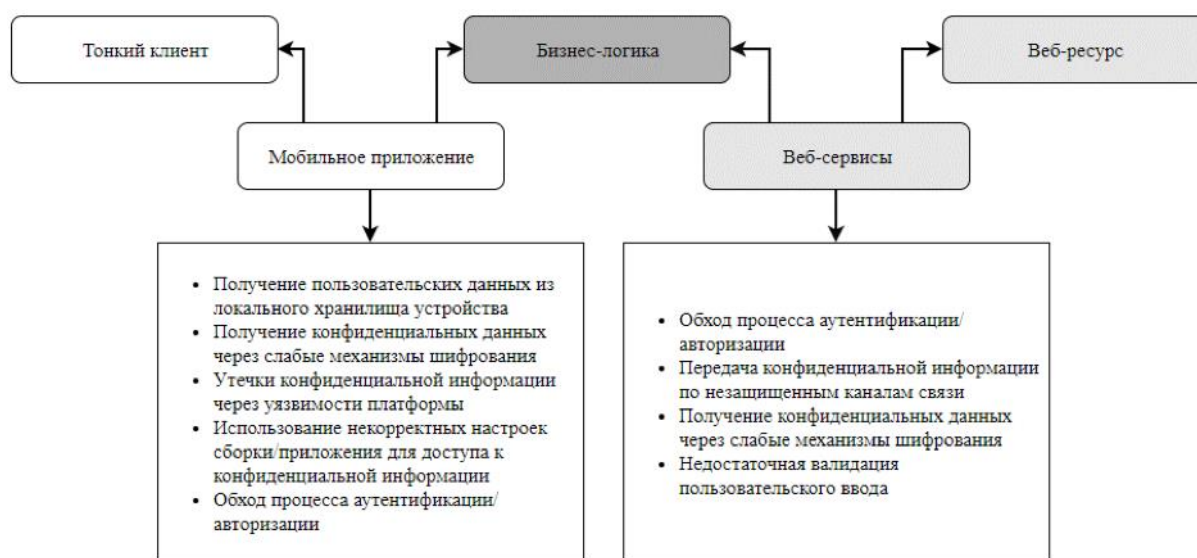 Тонкий клиент
Бизнес-логика
Веб-ресурс
Мобильное приложение
Веб-сервисы
• Получение пользовательских данных из
локального хранилища устройства
• Получение конфиденциальных данных
через слабые механизмы шифрования
• Утечки конфиденциальной информации
через уязвимости платформы
• Использование некорректных настроек
сборки/приложения для доступа к
конфиденциальной информации
• Обход процесса аутентификации/
авторизации
• Обход процесса аутентификации/
авторизации
• Передача конфиденциальной информации
по незащищенным каналам связи
• Получение конфиденциальных данных
через слабые механизмы шифрования
• Недостаточная валидация
пользовательского ввода